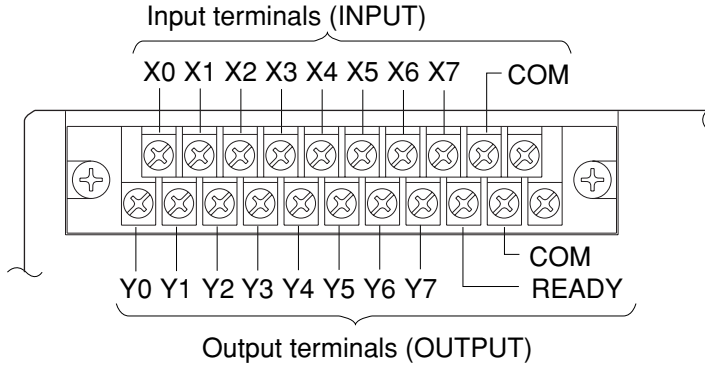 Input terminals (INPUT)
X0 X1 X2 X3 X4 X5 X6 X7 COM
COM
Y0 Y1 Y2 Y3 Y4 Y5 Y6 Y7 READY
Output terminals (OUTPUT)